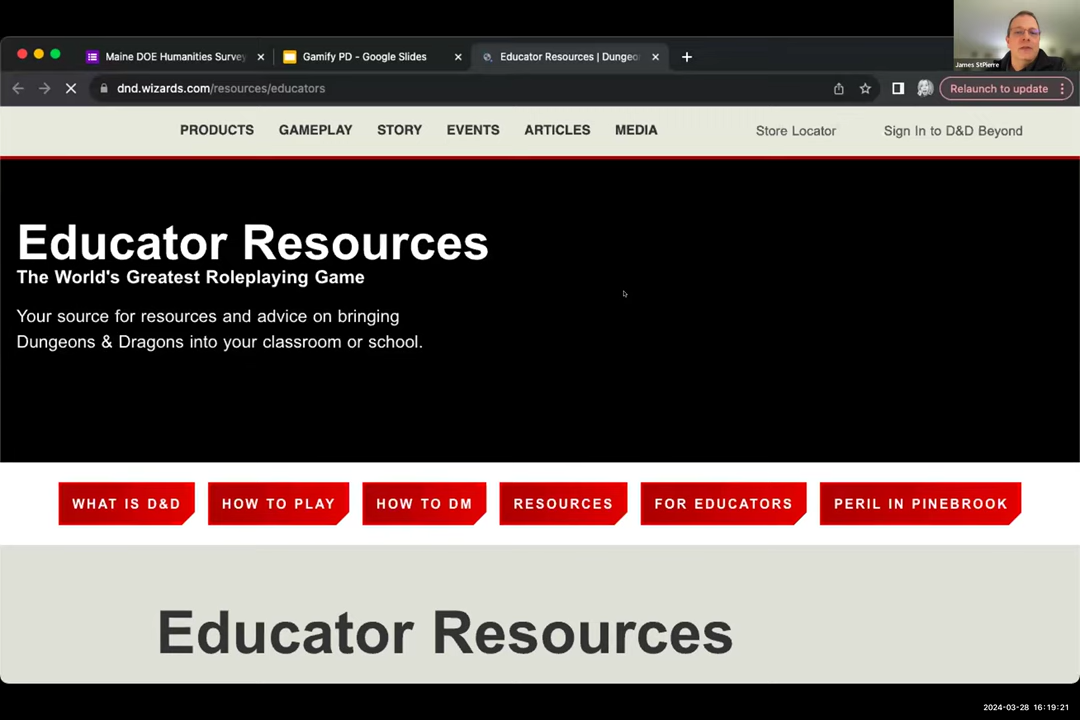 James StPierre
Maine DOE Humanities Survey
Gamify PD - Google Slides
Educator Resources | Dungeo
dnd.wizards.com/resources/educators
Relaunch to update
PRODUCTS GAMEPLAY STORY EVENTS ARTICLES MEDIA Store Locator Sign In to D&D Beyond
Educator Resources
The World's Greatest Roleplaying Game
Your source for resources and advice on bringing
Dungeons & Dragons into your classroom or school.
WHAT IS D&D HOW TO PLAY HOW TO DM RESOURCES FOR EDUCATORS PERIL IN PINEBROOK
Educator Resources
2024-03-28 16:19:21